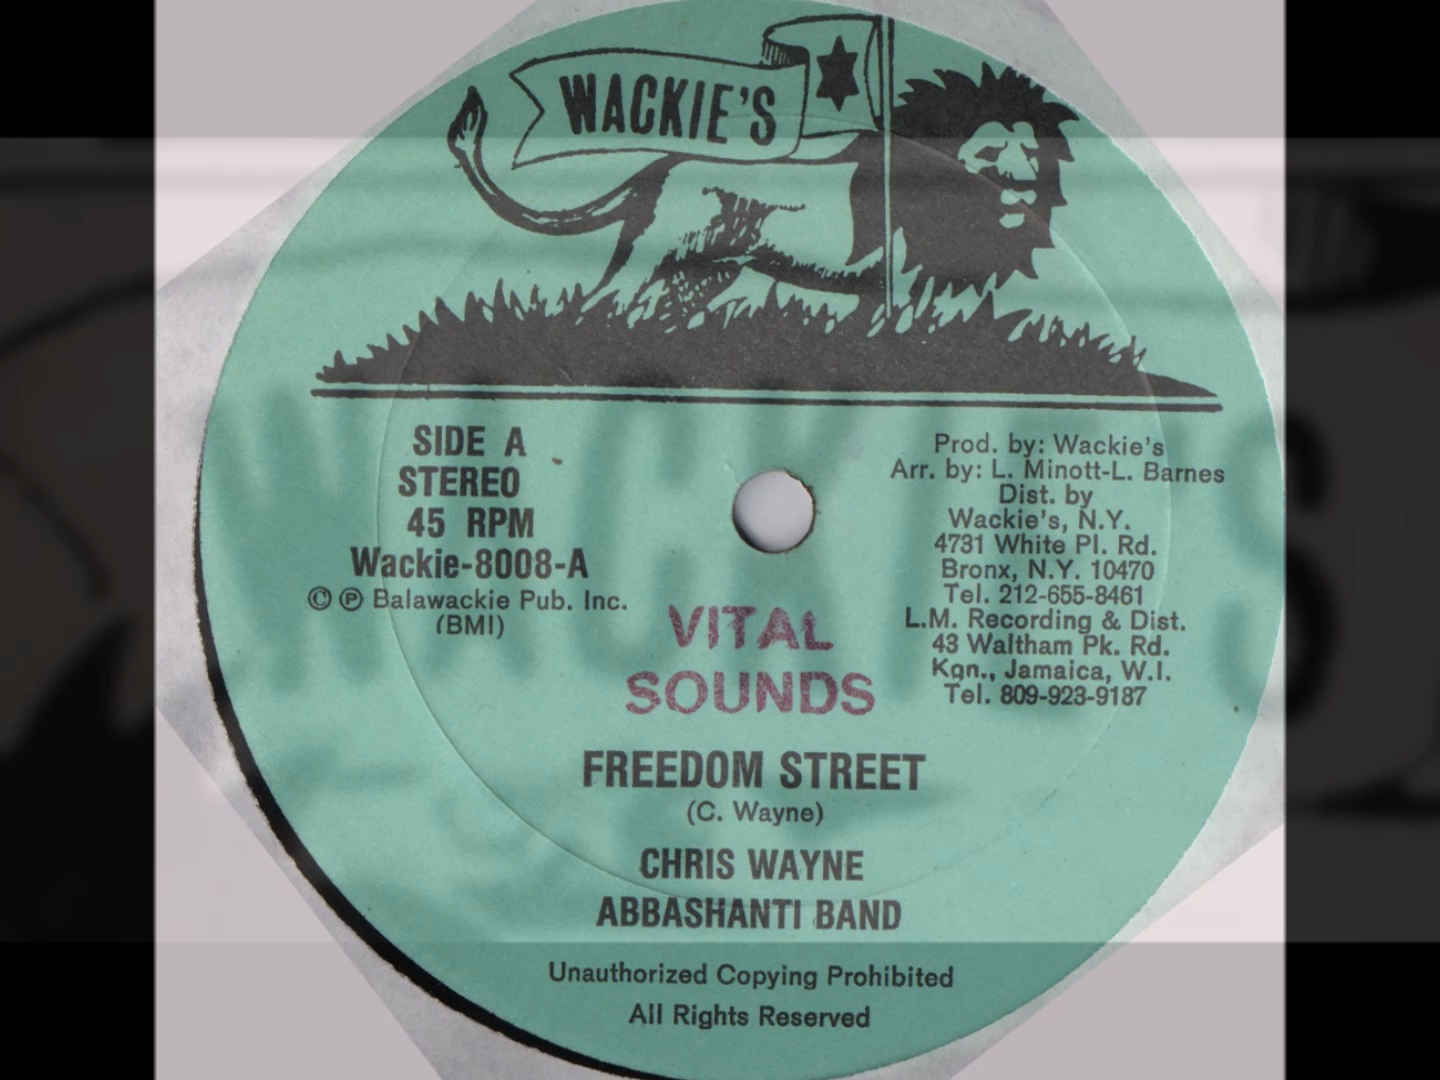 WACKIE'S
SIDE A
STEREO
45 RPM
Wackie-8008-A
© ℗ Balawackie Pub. Inc.
(BMI)
Prod. by: Wackie's
Arr. by: L. Minott-L. Barnes
Dist. by
Wackie's, N.Y.
4731 White Pl. Rd.
Bronx, N.Y. 10470
Tel. 212-655-8461
L.M. Recording & Dist.
43 Waltham Pk. Rd.
Kgn., Jamaica, W.I.
Tel. 809-923-9187
VITAL
SOUNDS
FREEDOM STREET
(C. Wayne)
CHRIS WAYNE
ABBASHANTI BAND
Unauthorized Copying Prohibited
All Rights Reserved
WACKIE'S